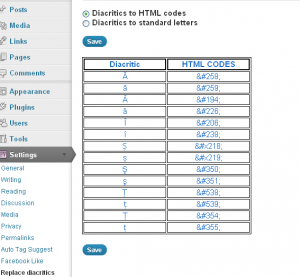 Posts
Media
Links
Pages
Comments
Appearance
Plugins
Users
Tools
Settings
General
Writing
Reading
Discussion
Media
Privacy
Permalinks
Auto Tag Suggest
Facebook Like
Replace diacritics
Diacritics to HTML codes
Diacritics to standard letters
Save
Diacritic HTML CODES
Ă &#258;
ă &#259;
Â &#194;
â &#226;
Î &#206;
î &#238;
Ș &#x218;
ș &#x219;
Ş &#350;
ş &#351;
Ț &#538;
ț &#539;
Ţ &#354;
ţ &#355;
Save